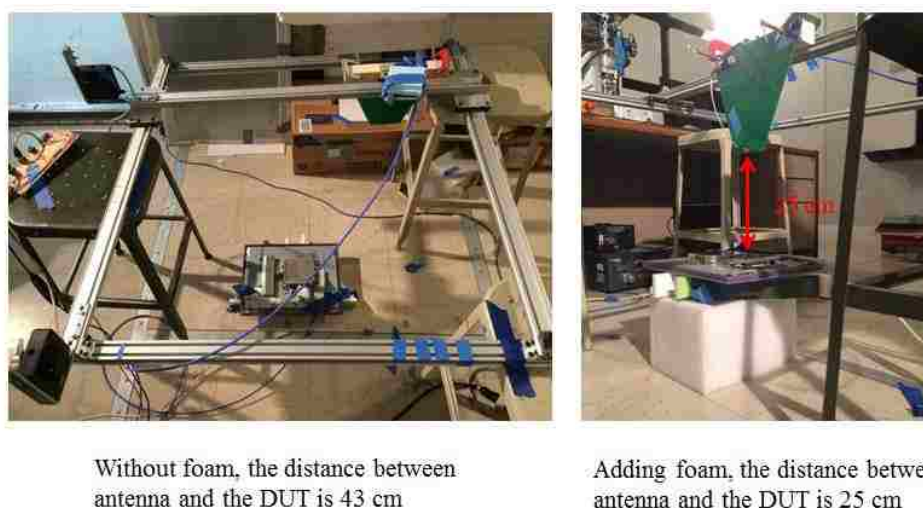 Without foam, the distance between
antenna and the DUT is 43 cm
Adding foam, the distance betwe
antenna and the DUT is 25 cm
cm